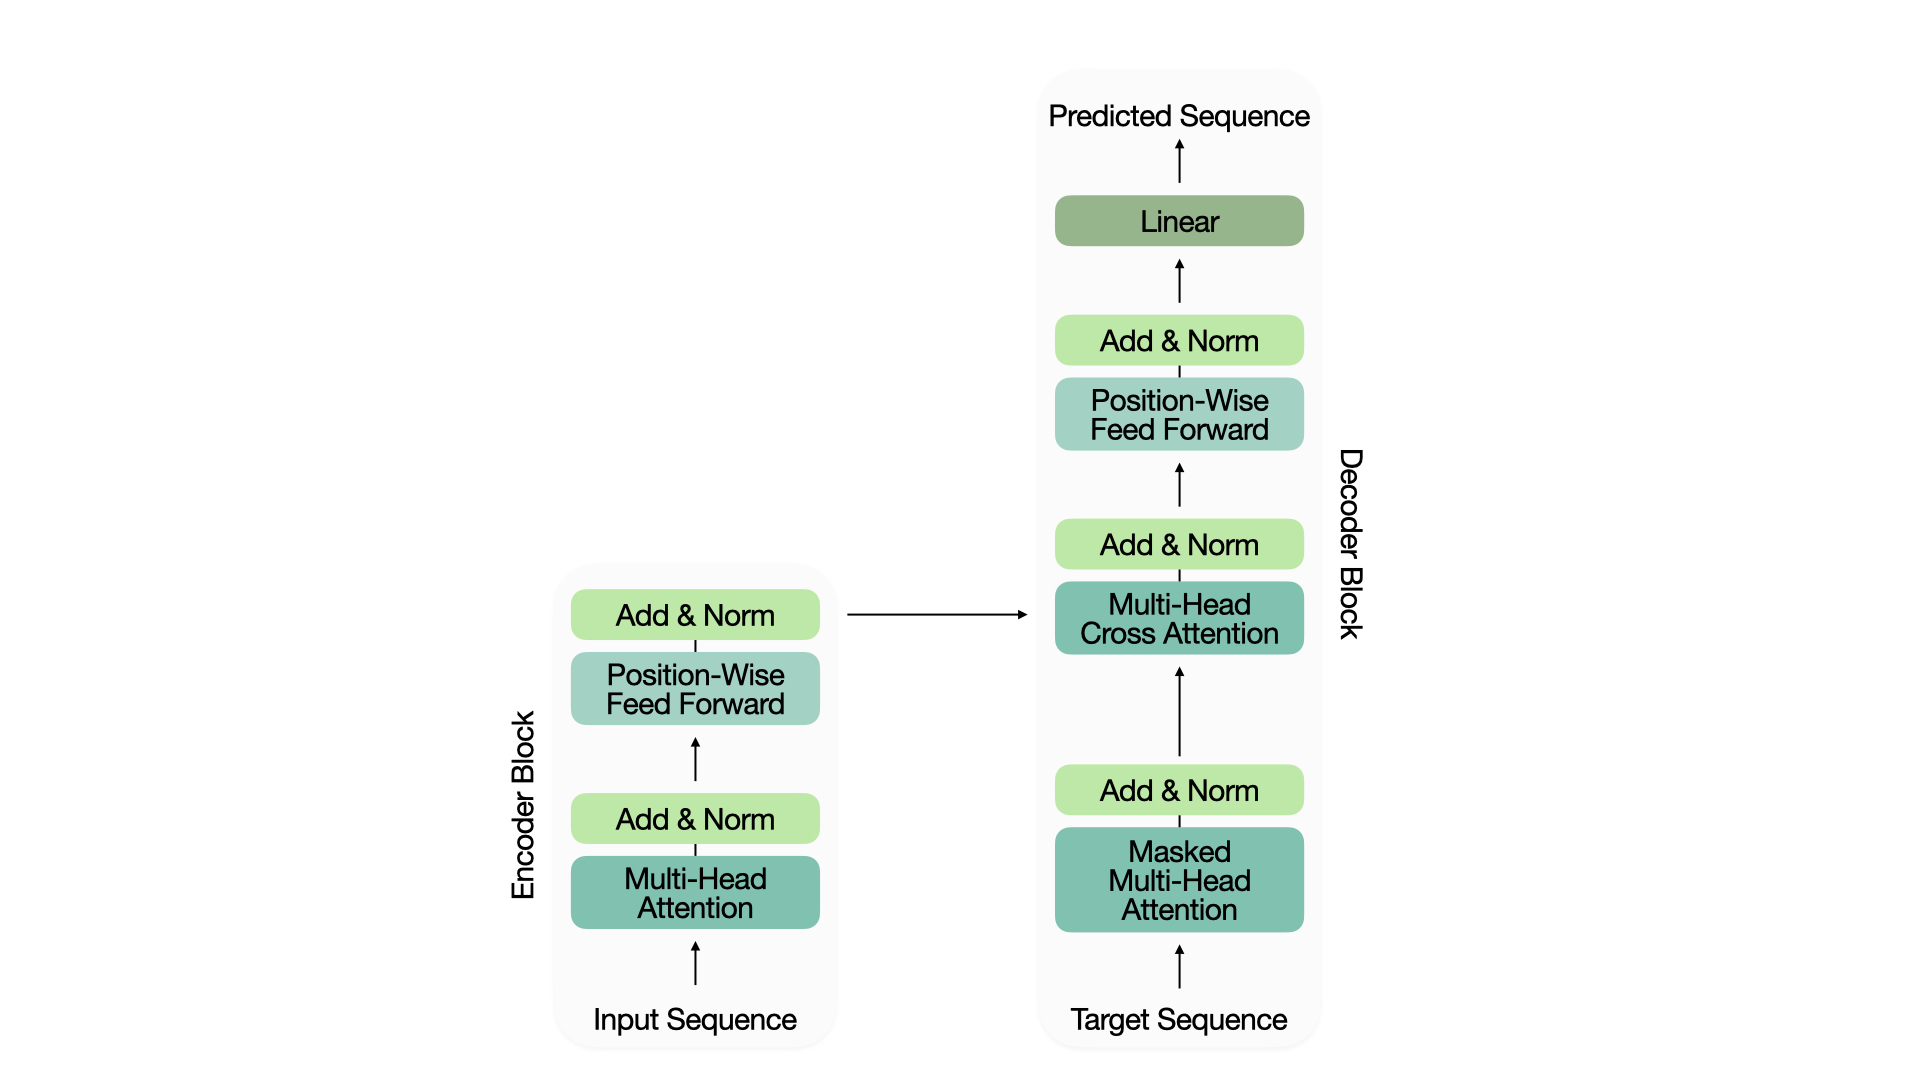 Encoder Block
Add & Norm
Position-Wise
Feed Forward
Add & Norm
Multi-Head
Attention
Input Sequence
Predicted Sequence
Linear
Add & Norm
Position-Wise
Feed Forward
Add & Norm
Multi-Head
Cross Attention
Add & Norm
Masked
Multi-Head
Attention
Target Sequence
Decoder Block